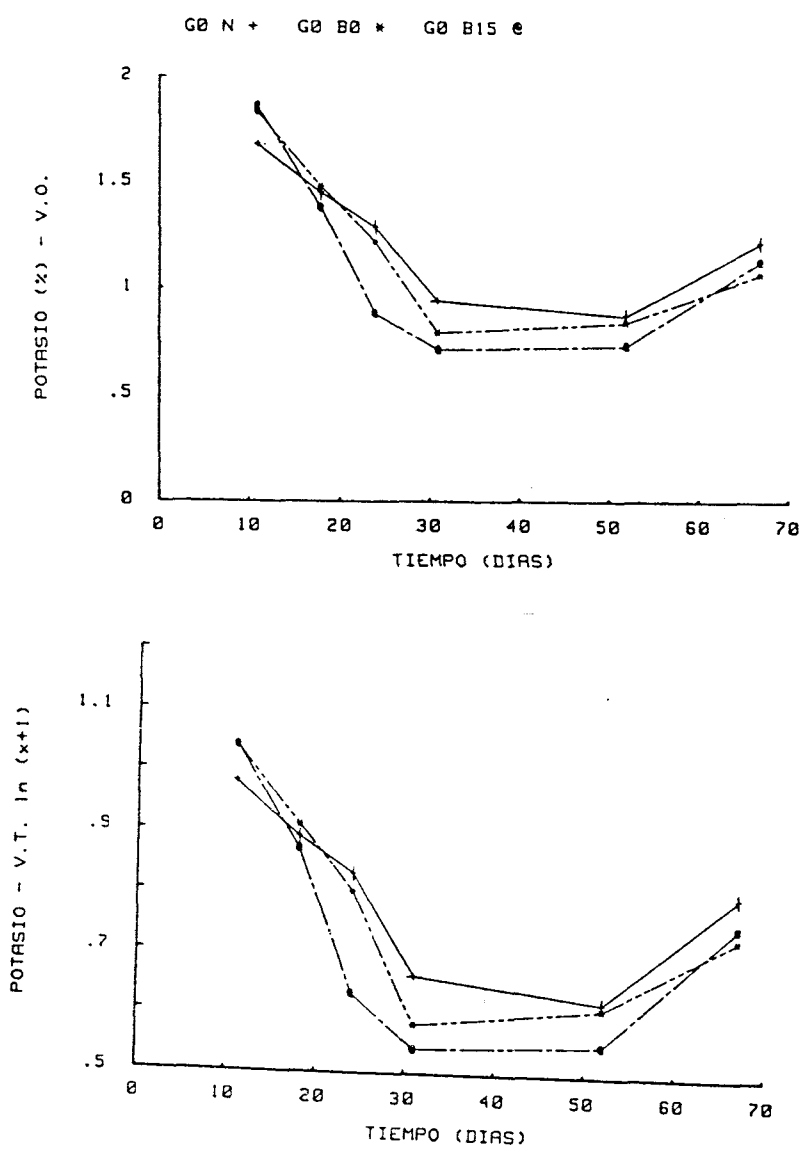 G0 N + G0 B0 * G0 B15 @
2
1.5
1
.5
0
POTASIO (%) - V.O.
0 10 20 30 40 50 60 70
TIEMPO (DIAS)
1.1
.9
.7
.5
POTASIO - V.T. ln (x+1)
0 10 20 30 40 50 60 70
TIEMPO (DIAS)